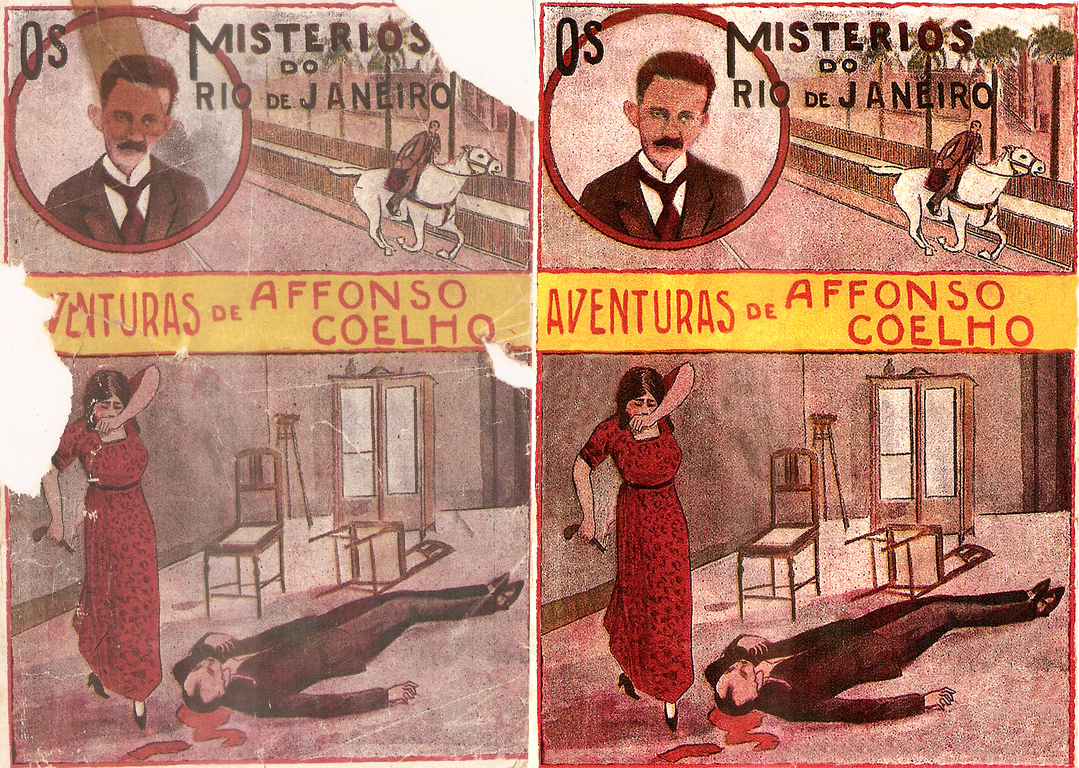 OS MISTERIOS
DO
RIO DE JANEIRO
VENTURAS DE AFFONSO
COELHO
OS MISTERIOS
DO
RIO DE JANEIRO
AVENTURAS DE AFFONSO
COELHO